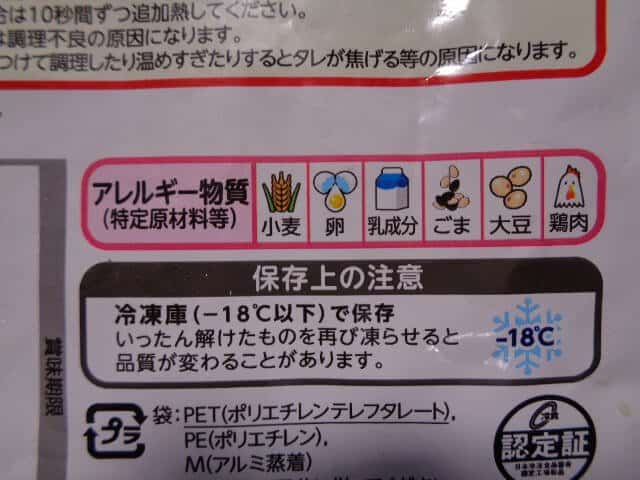 合は10秒間ずつ追加熱してください。
は調理不良の原因になります。
つけて調理したり温めすぎたりするとタレが焦げる等の原因になります。
アレルギー物質
(特定原材料等)
小麦
卵
乳成分
ごま
大豆
鶏肉
保存上の注意
冷凍庫(−18℃以下)で保存
いったん解けたものを再び凍らせると
品質が変わることがあります。
−18℃
賞味期限
プラ
袋:PET(ポリエチレンテレフタレート),
PE(ポリエチレン),
M(アルミ蒸着)
認定証